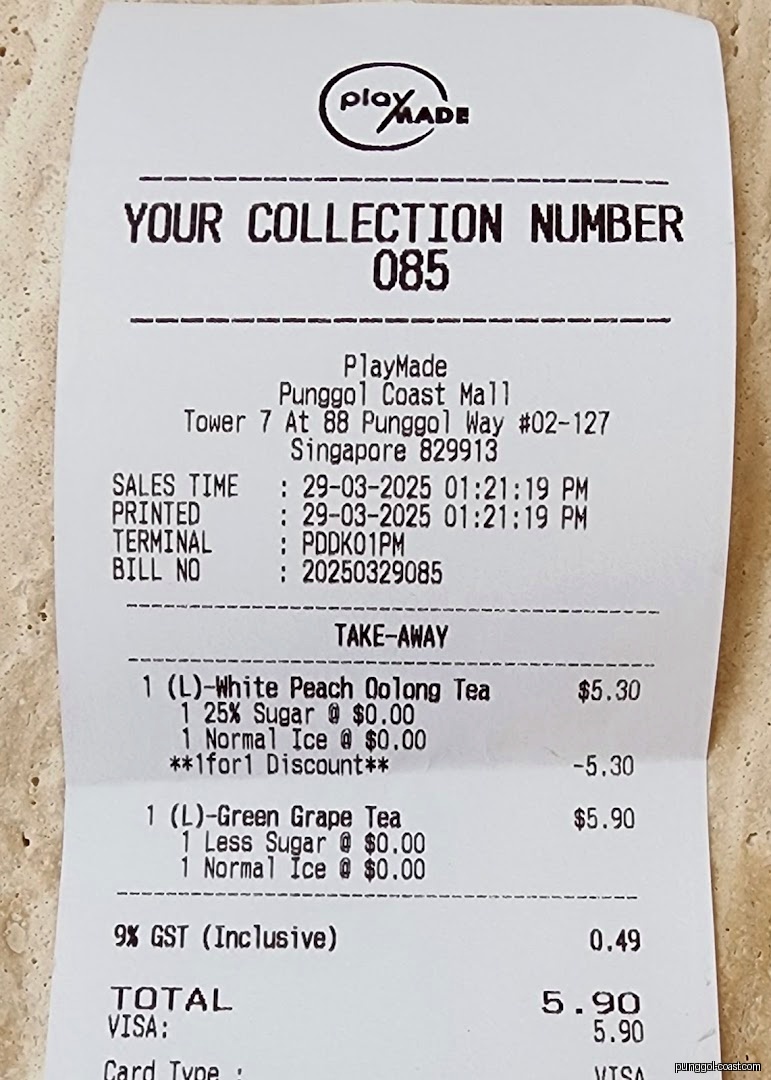 play MADE
YOUR COLLECTION NUMBER
085
PlayMade
Punggol Coast Mall
Tower 7 At 88 Punggol Way #02-127
Singapore 829913
SALES TIME : 29-03-2025 01:21:19 PM
PRINTED : 29-03-2025 01:21:19 PM
TERMINAL : PDDK01PM
BILL NO : 20250329085
TAKE-AWAY
1 (L)-White Peach Oolong Tea $5.30
1 25% Sugar @ $0.00
1 Normal Ice @ $0.00
**1for1 Discount** -5.30
1 (L)-Green Grape Tea $5.90
1 Less Sugar @ $0.00
1 Normal Ice @ $0.00
9% GST (Inclusive) 0.49
TOTAL 5.90
VISA: 5.90
Card Type : VISA
punggol-coast.com